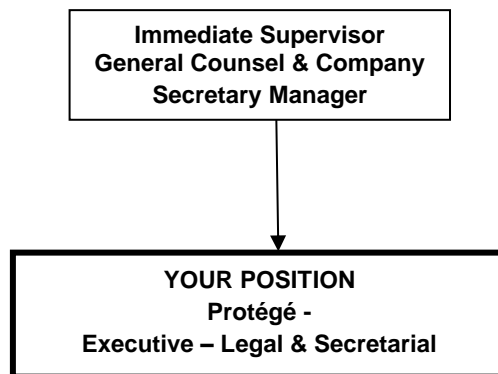 Immediate Supervisor
General Counsel & Company
Secretary Manager
YOUR POSITION
Protégé -
Executive – Legal & Secretarial